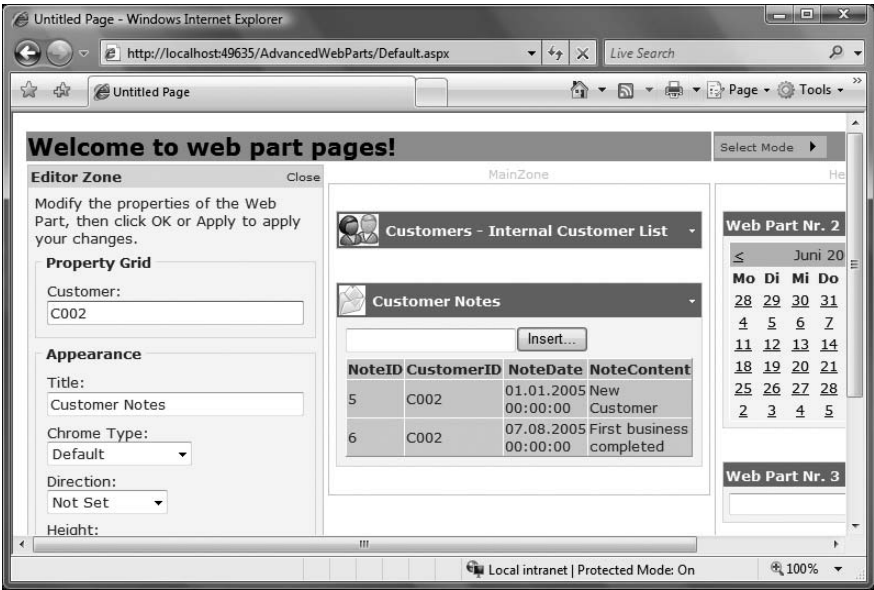 Untitled Page - Windows Internet Explorer
http://localhost:49635/AdvancedWebParts/Default.aspx
Live Search
Untitled Page
Page
Tools
»
Welcome to web part pages!
Select Mode
Editor Zone
Close
Modify the properties of the Web
Part, then click OK or Apply to apply
your changes.
Property Grid
Customer:
C002
Appearance
Title:
Customer Notes
Chrome Type:
Default
Direction:
Not Set
Height:
MainZone
Customers - Internal Customer List
Customer Notes
Insert...
NoteID CustomerID NoteDate NoteContent
5 C002 01.01.2005 00:00:00 New Customer
6 C002 07.08.2005 00:00:00 First business completed
He
Web Part Nr. 2
< Juni 20
Mo Di Mi Do
28 29 30 31
4 5 6 7
11 12 13 14
18 19 20 21
25 26 27 28
2 3 4 5
Web Part Nr. 3
Local intranet | Protected Mode: On
100%